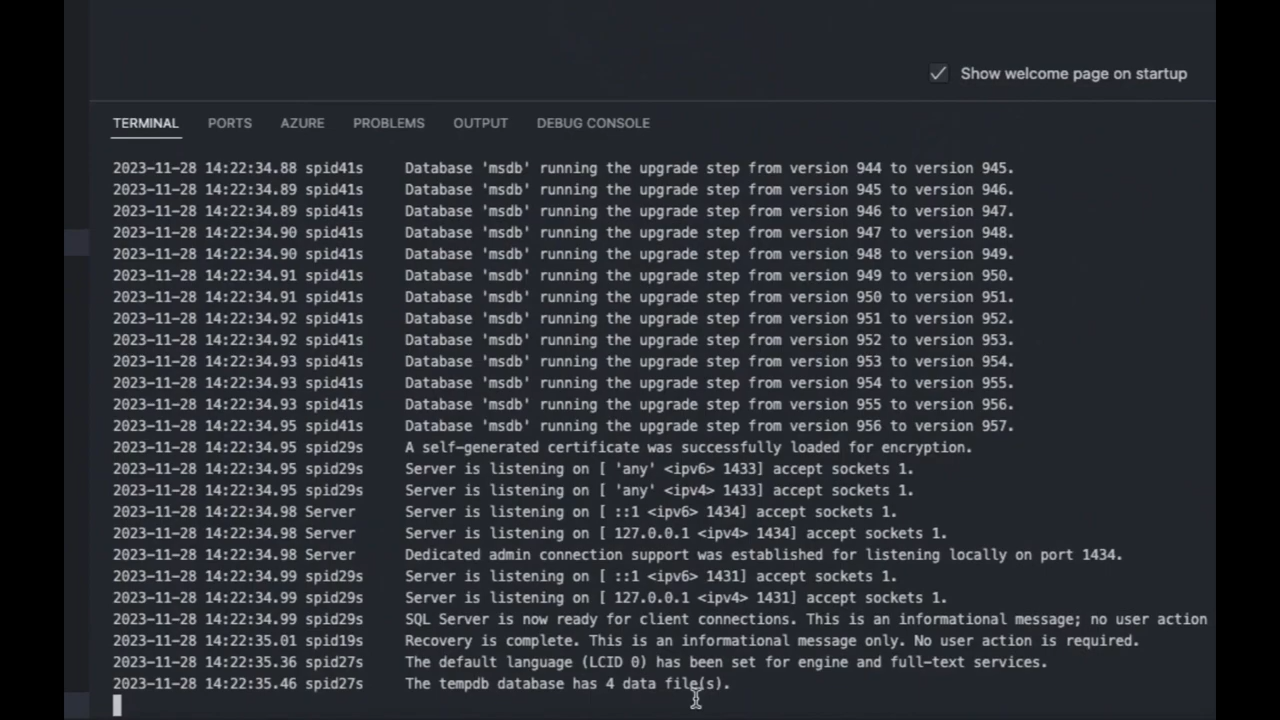 Show welcome page on startup
TERMINAL PORTS AZURE PROBLEMS OUTPUT DEBUG CONSOLE
2023-11-28 14:22:34.88 spid41s Database 'msdb' running the upgrade step from version 944 to version 945.
2023-11-28 14:22:34.89 spid41s Database 'msdb' running the upgrade step from version 945 to version 946.
2023-11-28 14:22:34.89 spid41s Database 'msdb' running the upgrade step from version 946 to version 947.
2023-11-28 14:22:34.90 spid41s Database 'msdb' running the upgrade step from version 947 to version 948.
2023-11-28 14:22:34.90 spid41s Database 'msdb' running the upgrade step from version 948 to version 949.
2023-11-28 14:22:34.91 spid41s Database 'msdb' running the upgrade step from version 949 to version 950.
2023-11-28 14:22:34.91 spid41s Database 'msdb' running the upgrade step from version 950 to version 951.
2023-11-28 14:22:34.92 spid41s Database 'msdb' running the upgrade step from version 951 to version 952.
2023-11-28 14:22:34.92 spid41s Database 'msdb' running the upgrade step from version 952 to version 953.
2023-11-28 14:22:34.93 spid41s Database 'msdb' running the upgrade step from version 953 to version 954.
2023-11-28 14:22:34.93 spid41s Database 'msdb' running the upgrade step from version 954 to version 955.
2023-11-28 14:22:34.93 spid41s Database 'msdb' running the upgrade step from version 955 to version 956.
2023-11-28 14:22:34.95 spid41s Database 'msdb' running the upgrade step from version 956 to version 957.
2023-11-28 14:22:34.95 spid29s A self-generated certificate was successfully loaded for encryption.
2023-11-28 14:22:34.95 spid29s Server is listening on [ 'any' <ipv6> 1433] accept sockets 1.
2023-11-28 14:22:34.95 spid29s Server is listening on [ 'any' <ipv4> 1433] accept sockets 1.
2023-11-28 14:22:34.98 Server Server is listening on [ ::1 <ipv6> 1434] accept sockets 1.
2023-11-28 14:22:34.98 Server Server is listening on [ 127.0.0.1 <ipv4> 1434] accept sockets 1.
2023-11-28 14:22:34.98 Server Dedicated admin connection support was established for listening locally on port 1434.
2023-11-28 14:22:34.99 spid29s Server is listening on [ ::1 <ipv6> 1431] accept sockets 1.
2023-11-28 14:22:34.99 spid29s Server is listening on [ 127.0.0.1 <ipv4> 1431] accept sockets 1.
2023-11-28 14:22:34.99 spid29s SQL Server is now ready for client connections. This is an informational message; no user action
2023-11-28 14:22:35.01 spid19s Recovery is complete. This is an informational message only. No user action is required.
2023-11-28 14:22:35.36 spid27s The default language (LCID 0) has been set for engine and full-text services.
2023-11-28 14:22:35.46 spid27s The tempdb database has 4 data file(s).